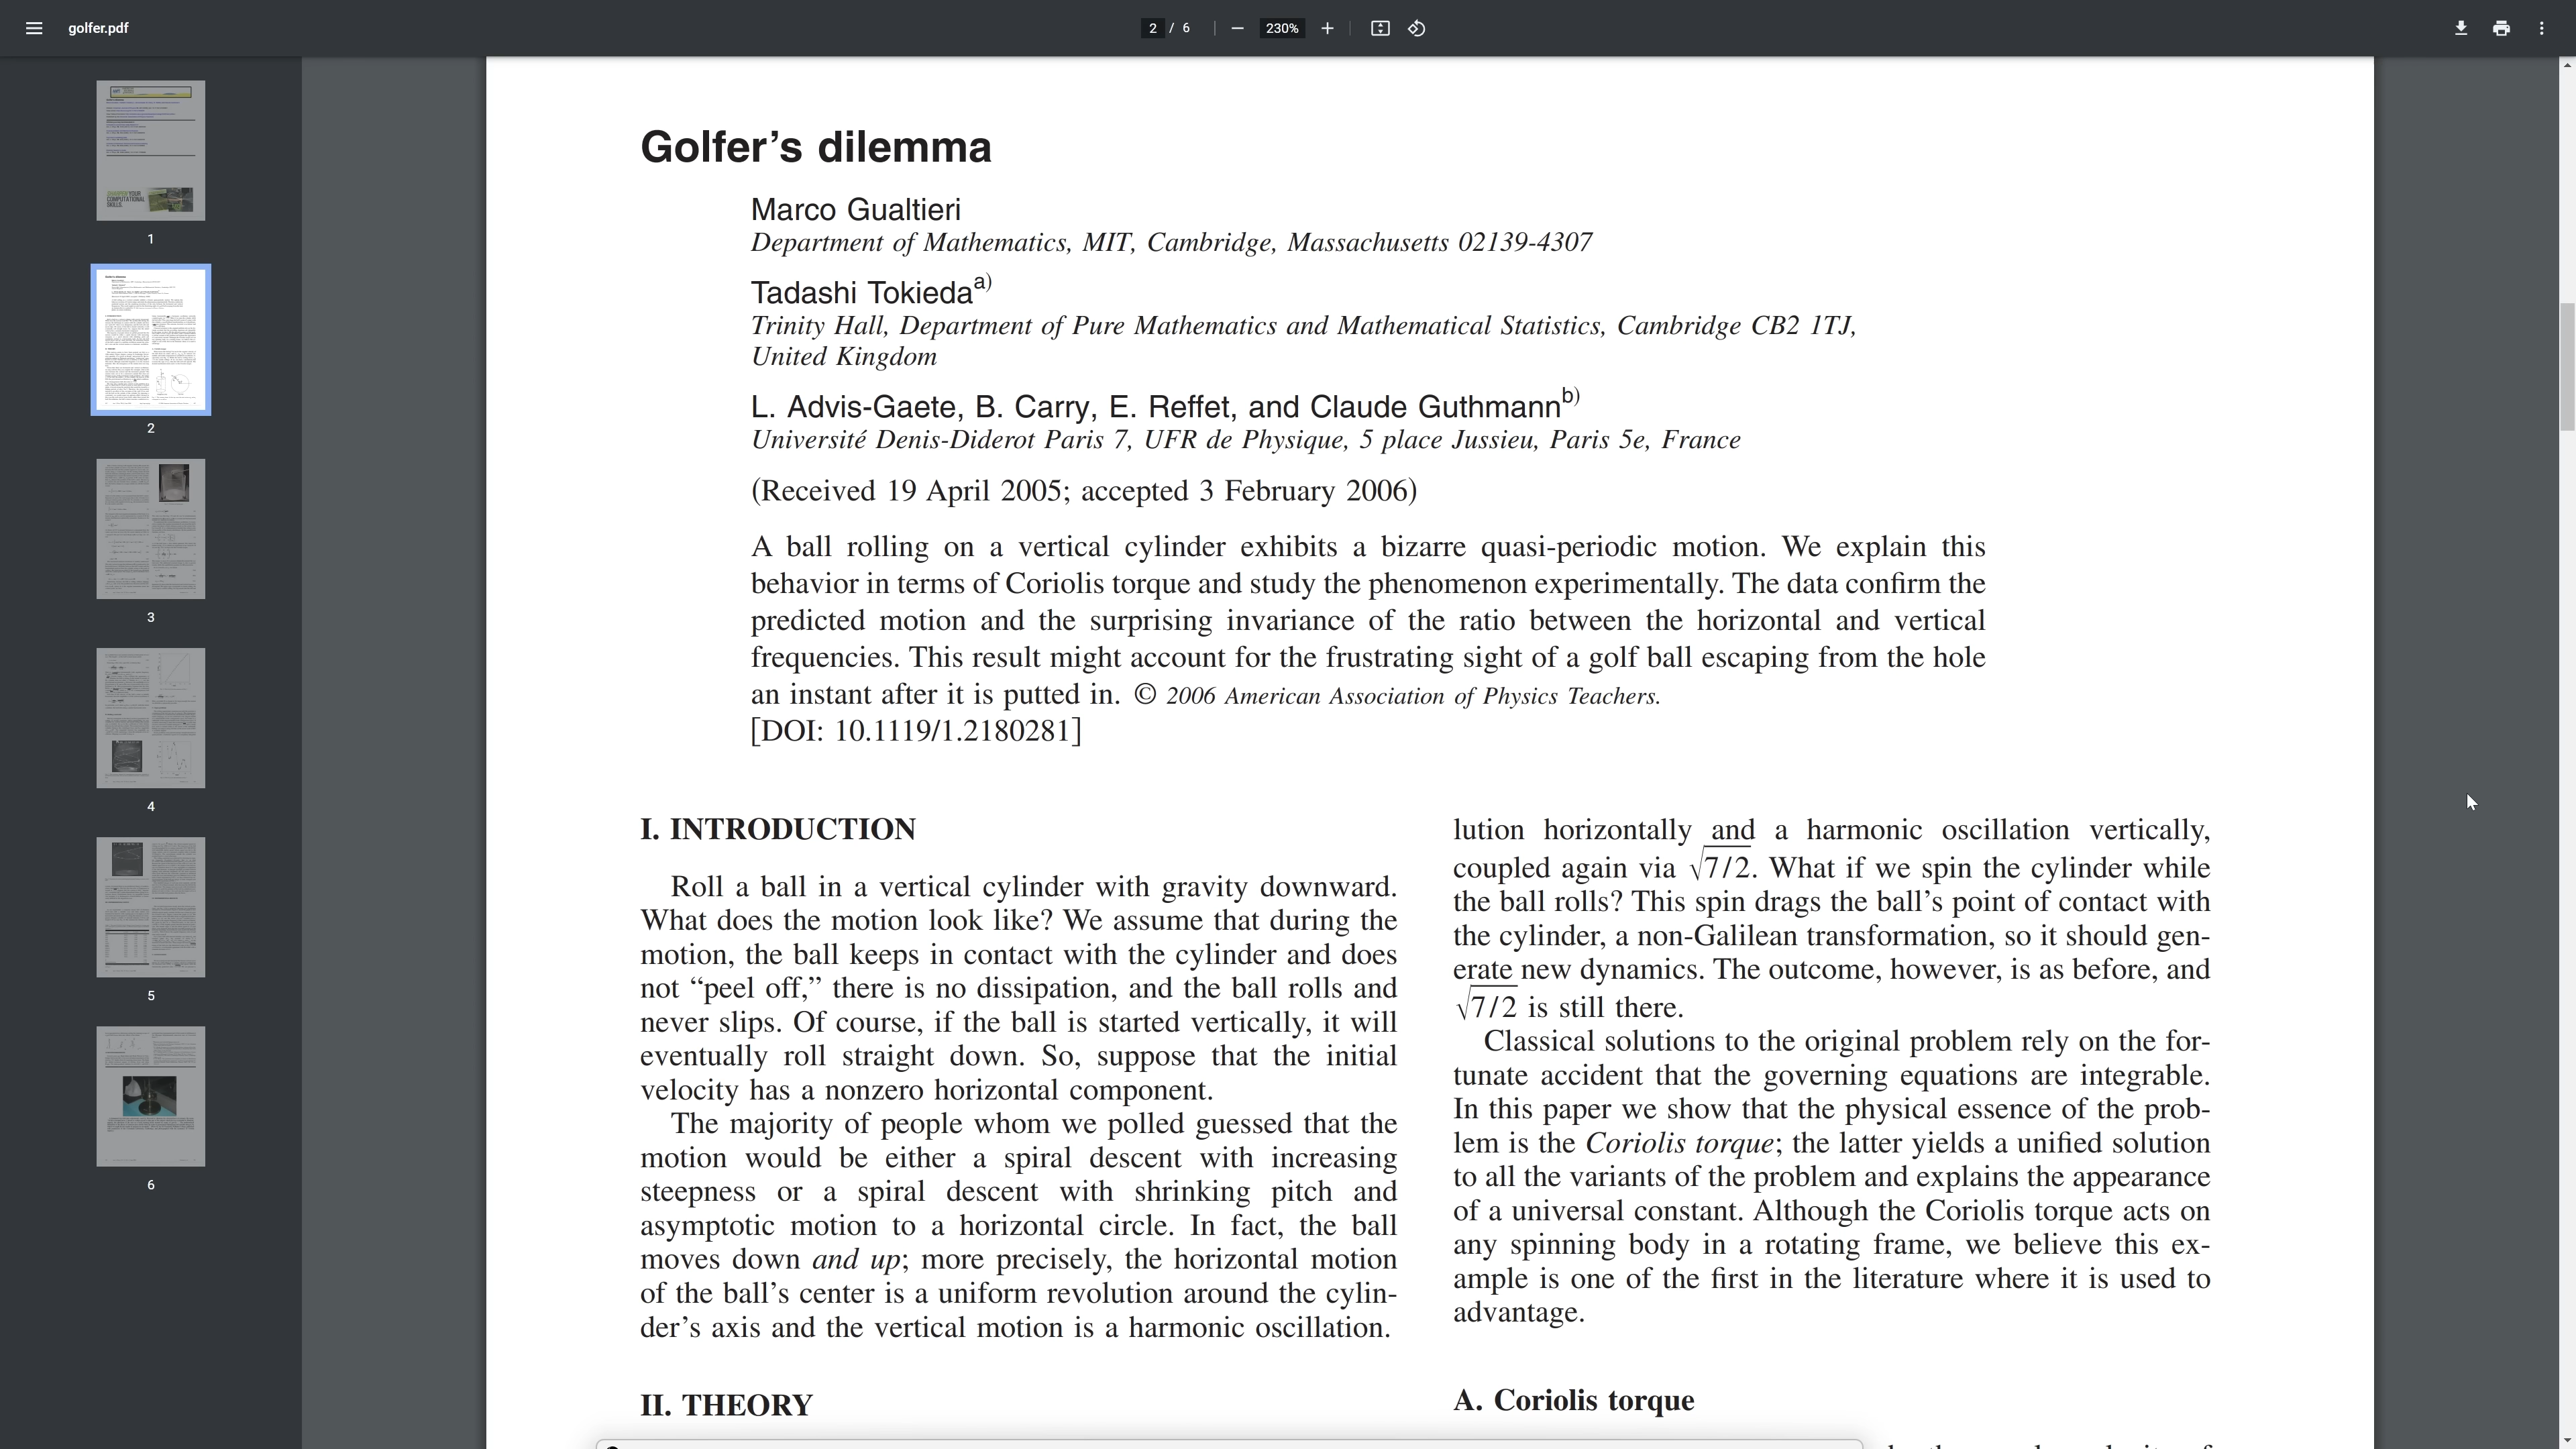 golfer.pdf
2 / 6
230%
1
2
3
4
5
6
Golfer's dilemma
Marco Gualtieri
Department of Mathematics, MIT, Cambridge, Massachusetts 02139-4307
Tadashi Tokieda a)
Trinity Hall, Department of Pure Mathematics and Mathematical Statistics, Cambridge CB2 1TJ,
United Kingdom
L. Advis-Gaete, B. Carry, E. Reffet, and Claude Guthmann b)
Université Denis-Diderot Paris 7, UFR de Physique, 5 place Jussieu, Paris 5e, France
(Received 19 April 2005; accepted 3 February 2006)
A ball rolling on a vertical cylinder exhibits a bizarre quasi-periodic motion. We explain this
behavior in terms of Coriolis torque and study the phenomenon experimentally. The data confirm the
predicted motion and the surprising invariance of the ratio between the horizontal and vertical
frequencies. This result might account for the frustrating sight of a golf ball escaping from the hole
an instant after it is putted in. © 2006 American Association of Physics Teachers.
[DOI: 10.1119/1.2180281]
I. INTRODUCTION
Roll a ball in a vertical cylinder with gravity downward.
What does the motion look like? We assume that during the
motion, the ball keeps in contact with the cylinder and does
not “peel off,” there is no dissipation, and the ball rolls and
never slips. Of course, if the ball is started vertically, it will
eventually roll straight down. So, suppose that the initial
velocity has a nonzero horizontal component.
The majority of people whom we polled guessed that the
motion would be either a spiral descent with increasing
steepness or a spiral descent with shrinking pitch and
asymptotic motion to a horizontal circle. In fact, the ball
moves down and up; more precisely, the horizontal motion
of the ball's center is a uniform revolution around the cylin-
der's axis and the vertical motion is a harmonic oscillation.
II. THEORY
lution horizontally and a harmonic oscillation vertically,
coupled again via √7/2. What if we spin the cylinder while
the ball rolls? This spin drags the ball's point of contact with
the cylinder, a non-Galilean transformation, so it should gen-
erate new dynamics. The outcome, however, is as before, and
√7/2 is still there.
Classical solutions to the original problem rely on the for-
tunate accident that the governing equations are integrable.
In this paper we show that the physical essence of the prob-
lem is the Coriolis torque; the latter yields a unified solution
to all the variants of the problem and explains the appearance
of a universal constant. Although the Coriolis torque acts on
any spinning body in a rotating frame, we believe this ex-
ample is one of the first in the literature where it is used to
advantage.
A. Coriolis torque